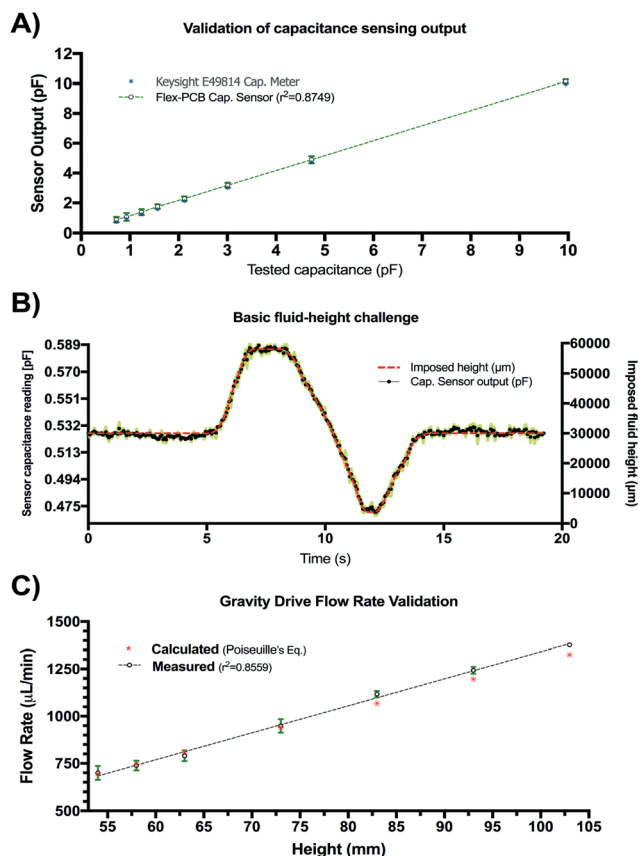 A)
Validation of capacitance sensing output
Sensor Output (pF)
12
10
8
6
4
2
0
* Keysight E49814 Cap. Meter
Flex-PCB Cap. Sensor (r²=0.8749)
0 1 2 3 4 5 6 7 8 9 10
Tested capacitance (pF)
B)
Basic fluid-height challenge
Sensor capacitance reading [pF]
0.589
0.570
0.551
0.532
0.513
0.494
0.475
Imposed height (μm)
Cap. Sensor output (pF)
60000
50000
40000
30000
20000
10000
0
Imposed fluid height (μm)
0 5 10 15 20
Time (s)
C)
Gravity Drive Flow Rate Validation
Flow Rate (μL/min)
1500
1250
1000
750
500
* Calculated (Poiseuille's Eq.)
Measured (r²=0.8559)
55 65 75 85 95 105
Height (mm)